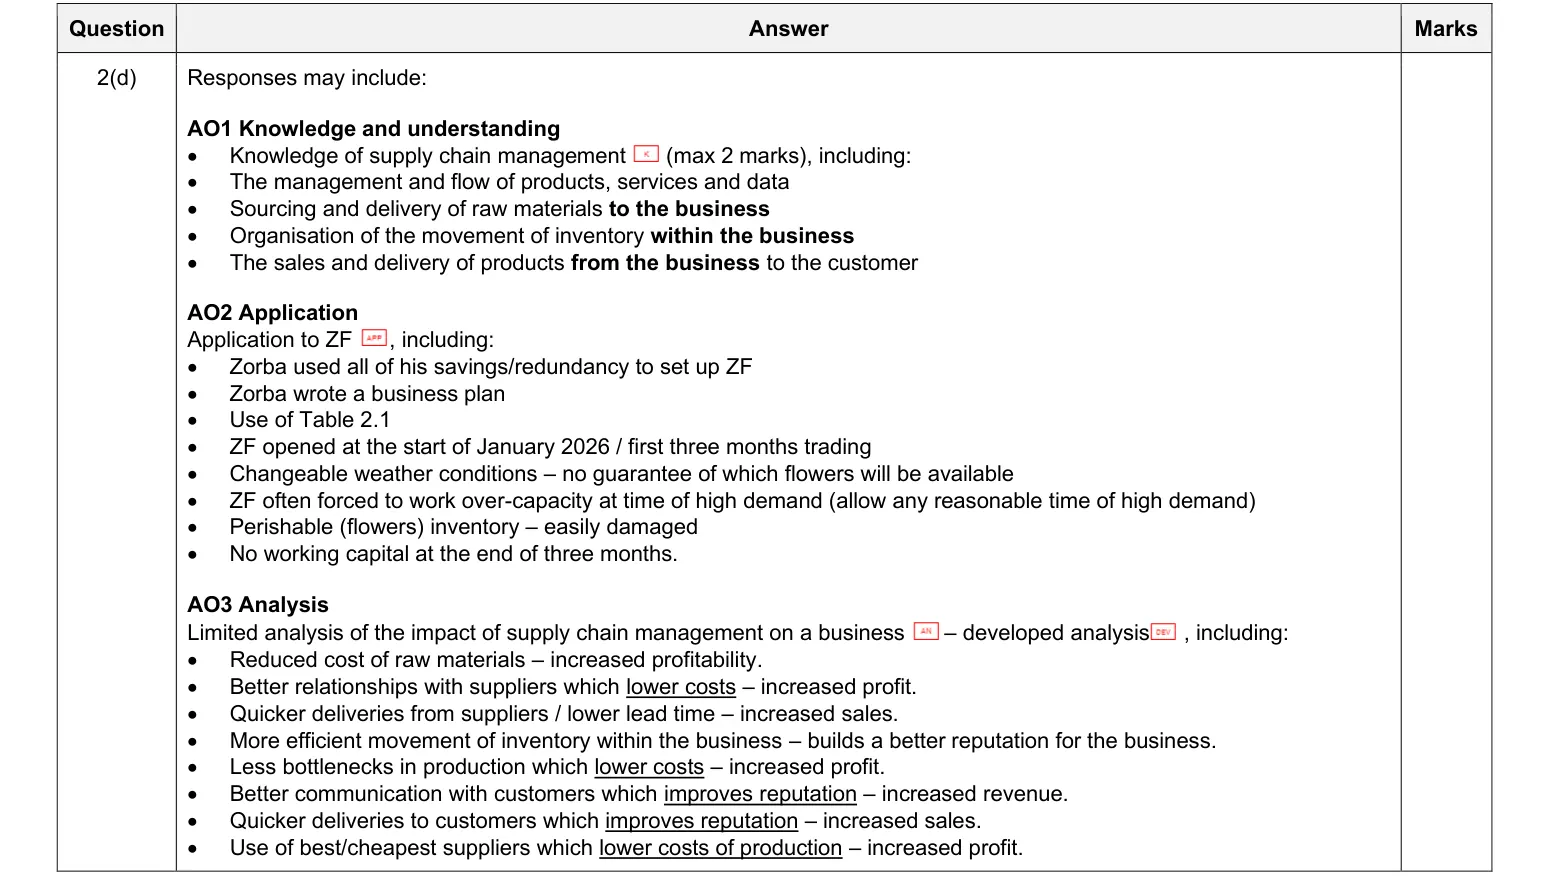 Question Answer Marks
2(d) Responses may include:
AO1 Knowledge and understanding
• Knowledge of supply chain management K (max 2 marks), including:
• The management and flow of products, services and data
• Sourcing and delivery of raw materials to the business
• Organisation of the movement of inventory within the business
• The sales and delivery of products from the business to the customer
AO2 Application
Application to ZF APP, including:
• Zorba used all of his savings/redundancy to set up ZF
• Zorba wrote a business plan
• Use of Table 2.1
• ZF opened at the start of January 2026 / first three months trading
• Changeable weather conditions – no guarantee of which flowers will be available
• ZF often forced to work over-capacity at time of high demand (allow any reasonable time of high demand)
• Perishable (flowers) inventory – easily damaged
• No working capital at the end of three months.
AO3 Analysis
Limited analysis of the impact of supply chain management on a business AN – developed analysis DEV , including:
• Reduced cost of raw materials – increased profitability.
• Better relationships with suppliers which lower costs – increased profit.
• Quicker deliveries from suppliers / lower lead time – increased sales.
• More efficient movement of inventory within the business – builds a better reputation for the business.
• Less bottlenecks in production which lower costs – increased profit.
• Better communication with customers which improves reputation – increased revenue.
• Quicker deliveries to customers which improves reputation – increased sales.
• Use of best/cheapest suppliers which lower costs of production – increased profit.